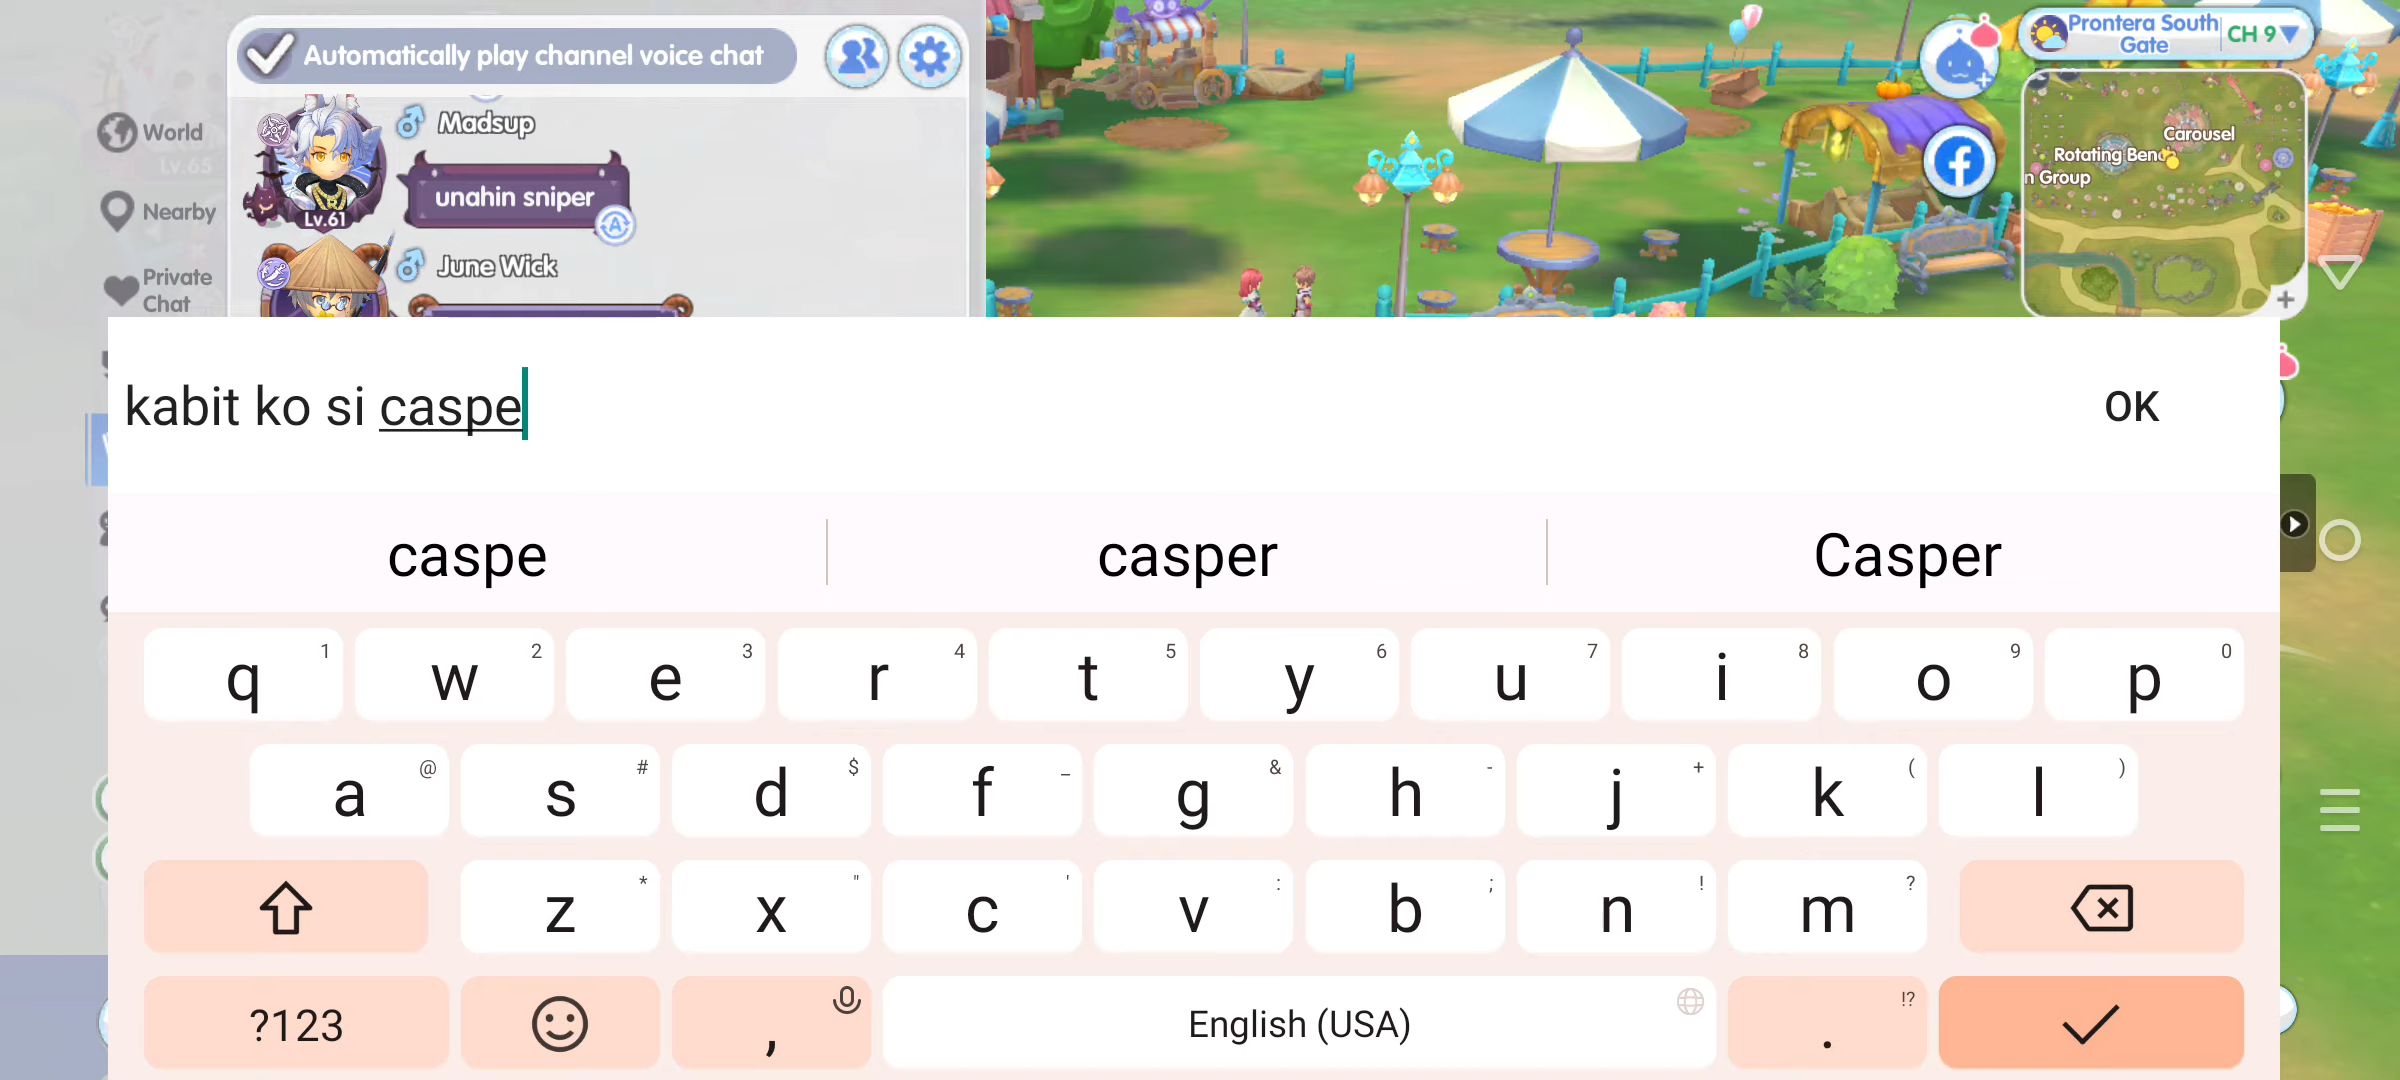 Automatically play channel voice chat
Prontera South
Gate
CH 9
World
Lv.65
Nearby
Private
Chat
Madsup
unahin sniper
Lv.61
June Wick
Carousel
Rotating Benc
n Group
kabit ko si caspe
OK
caspe
casper
Casper
q 1 w 2 e 3 r 4 t 5 y 6 u 7 i 8 o 9 p 0
a @ s # d $ f _ g & h - j + k ( l )
z * x " c ' v : b ; n ! m ?
?123 , English (USA) . !?